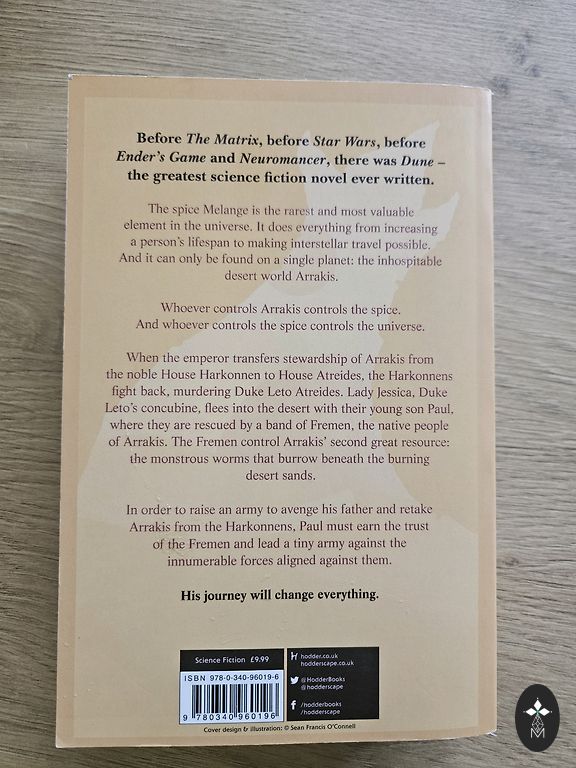 Before The Matrix, before Star Wars, before
Ender's Game and Neuromancer, there was Dune –
the greatest science fiction novel ever written.
The spice Melange is the rarest and most valuable
element in the universe. It does everything from increasing
a person's lifespan to making interstellar travel possible.
And it can only be found on a single planet: the inhospitable
desert world Arrakis.
Whoever controls Arrakis controls the spice.
And whoever controls the spice controls the universe.
When the emperor transfers stewardship of Arrakis from
the noble House Harkonnen to House Atreides, the Harkonnens
fight back, murdering Duke Leto Atreides. Lady Jessica, Duke
Leto's concubine, flees into the desert with their young son Paul,
where they are rescued by a band of Fremen, the native people
of Arrakis. The Fremen control Arrakis' second great resource:
the monstrous worms that burrow beneath the burning
desert sands.
In order to raise an army to avenge his father and retake
Arrakis from the Harkonnens, Paul must earn the trust
of the Fremen and lead a tiny army against the
innumerable forces aligned against them.
His journey will change everything.
Science Fiction £9.99
ISBN 978-0-340-96019-6
9 780340 960196
hodder.co.uk
hodderscape.co.uk
@HodderBooks
@hodderscape
/hodderbooks
/hodderscape
Cover design & illustration: © Sean Francis O'Connell